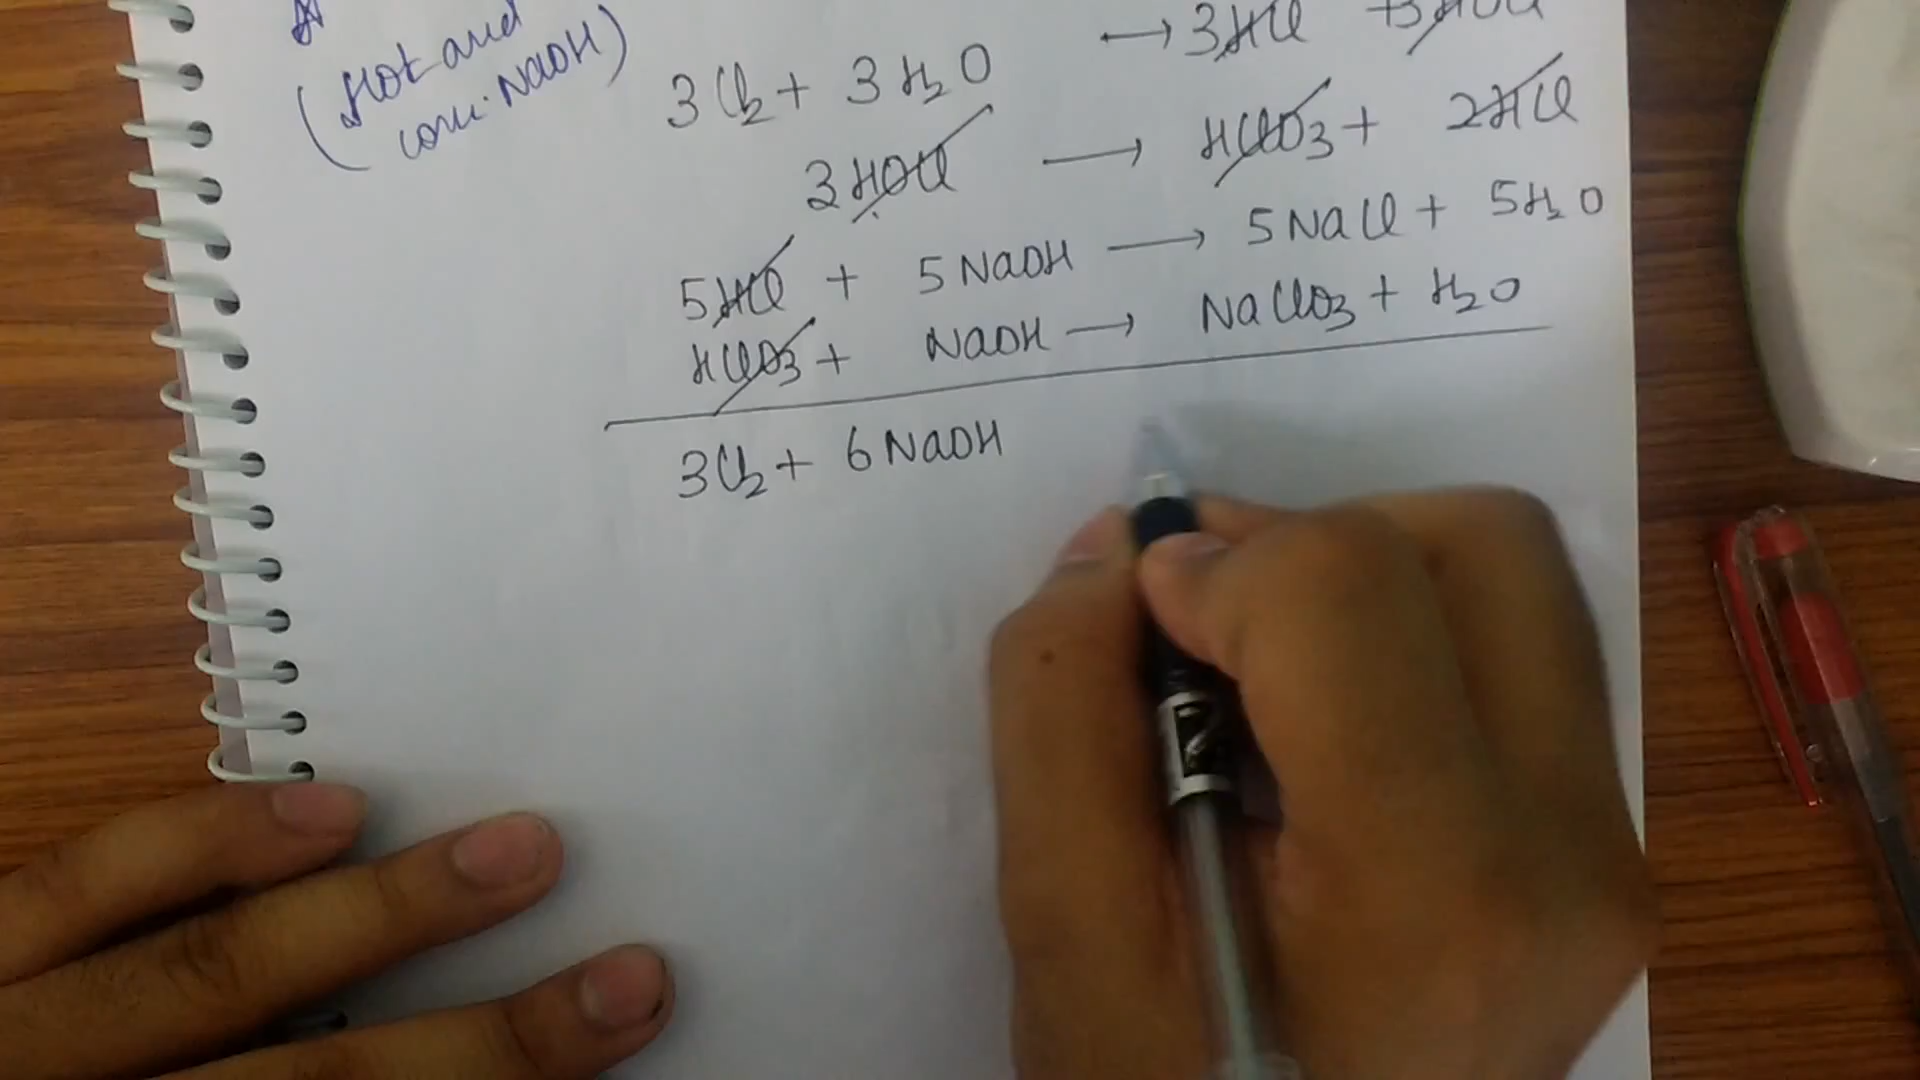 (Hot and
conc. NaOH)
3Cl2 + 3H2O → 3HCl + 3HOCl
3HOCl → HClO3 + 2HCl
5HCl + 5NaOH → 5NaCl + 5H2O
HClO3 + NaOH → NaClO3 + H2O
3Cl2 + 6NaOH